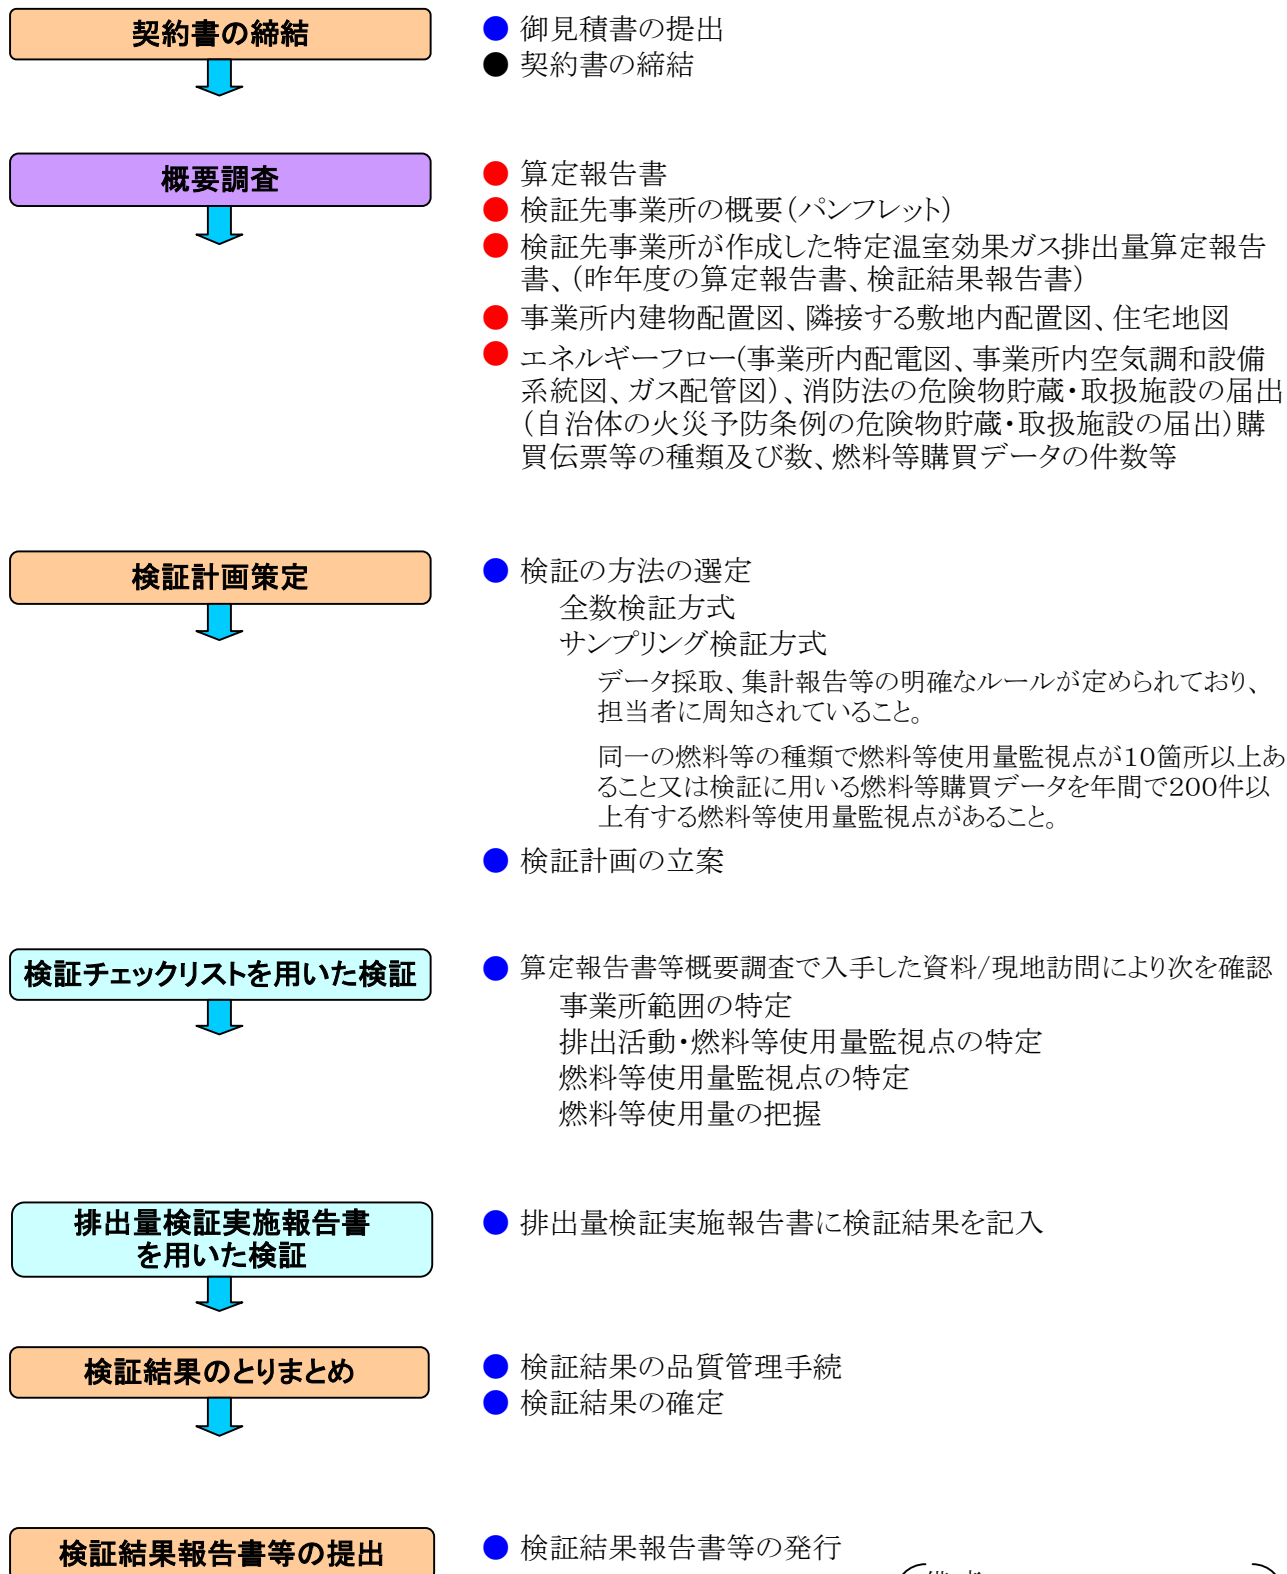 契約書の締結
● 御見積書の提出
● 契約書の締結
概要調査
● 算定報告書
● 検証先事業所の概要（パンフレット）
● 検証先事業所が作成した特定温室効果ガス排出量算定報告
書、（昨年度の算定報告書、検証結果報告書）
● 事業所内建物配置図、隣接する敷地内配置図、住宅地図
● エネルギーフロー(事業所内配電図、事業所内空気調和設備
系統図、ガス配管図）、消防法の危険物貯蔵・取扱施設の届出
（自治体の火災予防条例の危険物貯蔵・取扱施設の届出）購
買伝票等の種類及び数、燃料等購買データの件数等
検証計画策定
● 検証の方法の選定
全数検証方式
サンプリング検証方式
データ採取、集計報告等の明確なルールが定められており、
担当者に周知されていること。
同一の燃料等の種類で燃料等使用量監視点が10箇所以上あ
ること又は検証に用いる燃料等購買データを年間で200件以
上有する燃料等使用量監視点があること。
● 検証計画の立案
検証チェックリストを用いた検証
● 算定報告書等概要調査で入手した資料/現地訪問により次を確認
事業所範囲の特定
排出活動・燃料等使用量監視点の特定
燃料等使用量監視点の特定
燃料等使用量の把握
排出量検証実施報告書
を用いた検証
● 排出量検証実施報告書に検証結果を記入
検証結果のとりまとめ
● 検証結果の品質管理手続
● 検証結果の確定
検証結果報告書等の提出
● 検証結果報告書等の発行